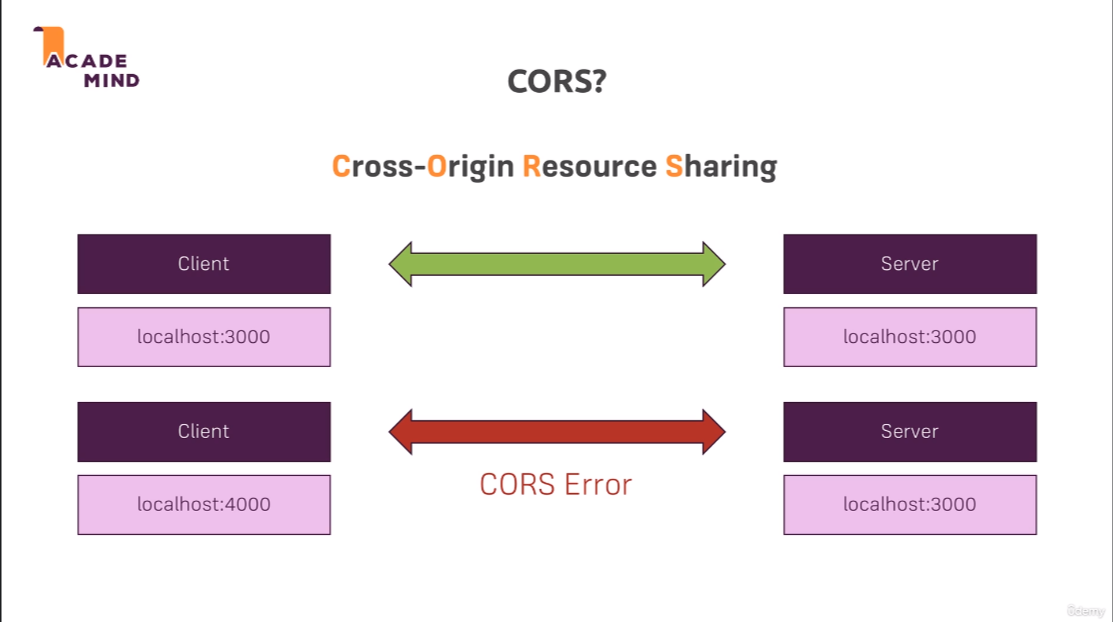 ACADE
MIND
CORS?
Cross-Origin Resource Sharing
Client
Server
localhost:3000
localhost:3000
Client
Server
CORS Error
localhost:4000
localhost:3000
ûdemy